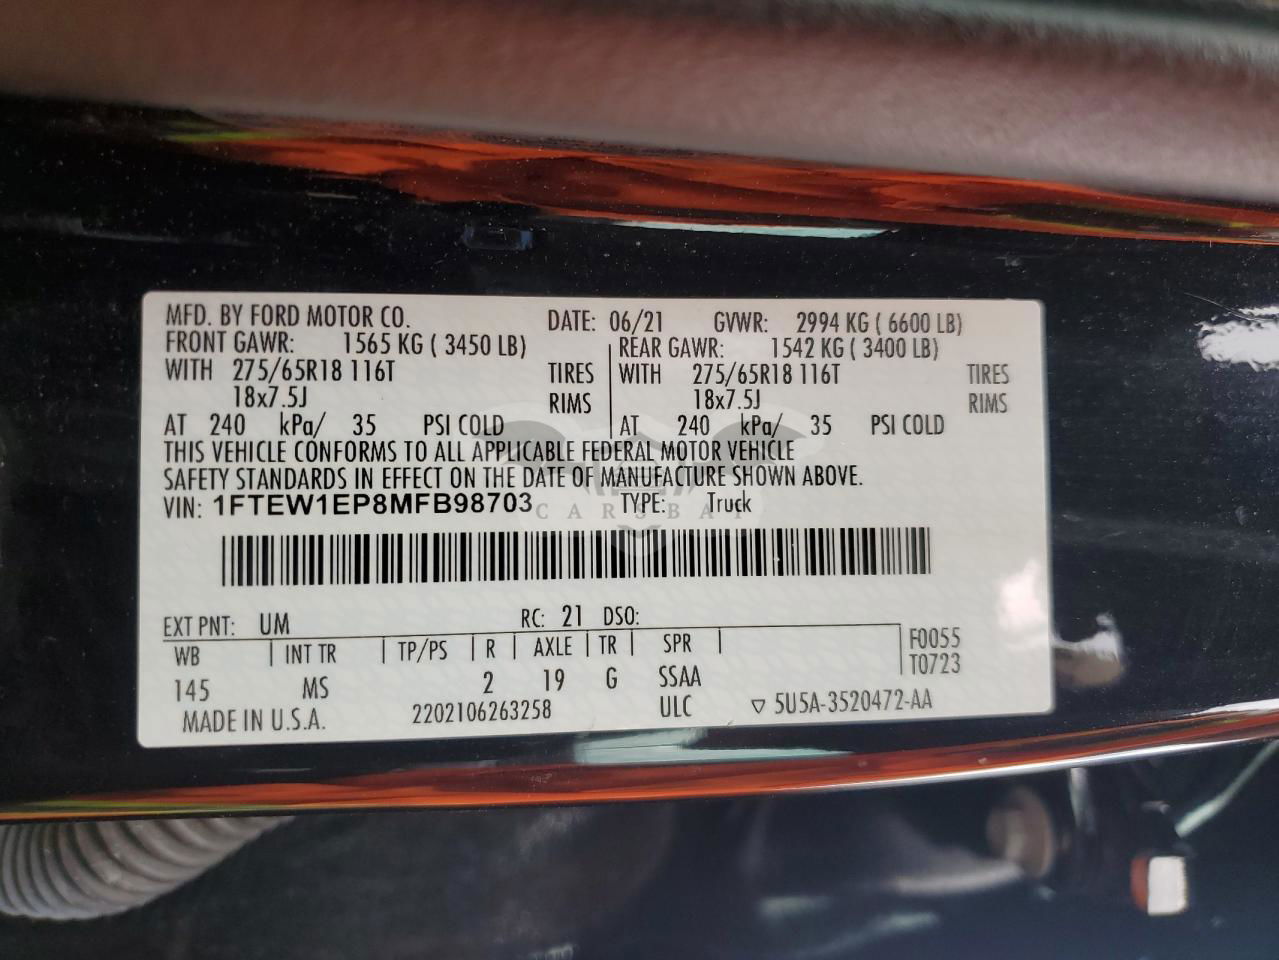 MFD. BY FORD MOTOR CO. DATE: 06/21 GVWR: 2994 KG ( 6600 LB)
FRONT GAWR: 1565 KG ( 3450 LB) REAR GAWR: 1542 KG ( 3400 LB)
WITH 275/65R18 116T TIRES WITH 275/65R18 116T TIRES
18x7.5J RIMS 18x7.5J RIMS
AT 240 kPa/ 35 PSI COLD AT 240 kPa/ 35 PSI COLD
THIS VEHICLE CONFORMS TO ALL APPLICABLE FEDERAL MOTOR VEHICLE
SAFETY STANDARDS IN EFFECT ON THE DATE OF MANUFACTURE SHOWN ABOVE.
VIN: 1FTEW1EP8MFB98703 TYPE: Truck
CARSBAT
EXT PNT: UM RC: 21 DSO:
WB INT TR TP/PS R AXLE TR SPR F0055
145 MS 2 19 G SSAA T0723
MADE IN U.S.A. 2202106263258 ULC ▽ 5U5A-3520472-AA